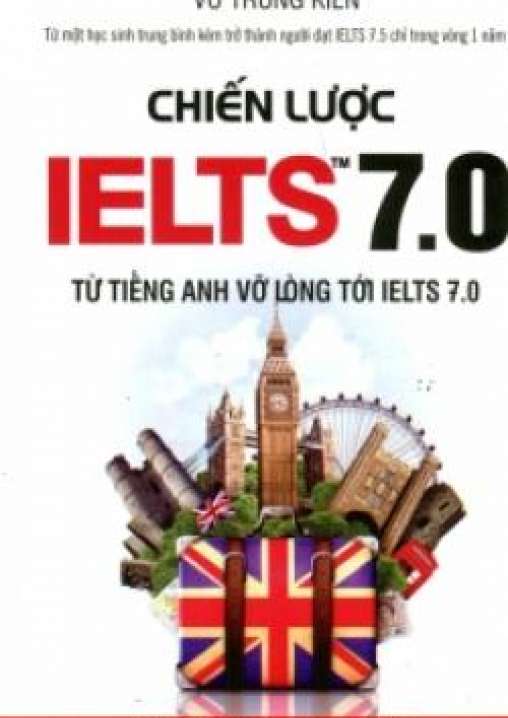 VŨ TRUNG KIÊN
Từ một học sinh trung bình kém trở thành người đạt IELTS 7.5 chỉ trong vòng 1 năm
CHIẾN LƯỢC
IELTS™ 7.0
TỪ TIẾNG ANH VỠ LÒNG TỚI IELTS 7.0